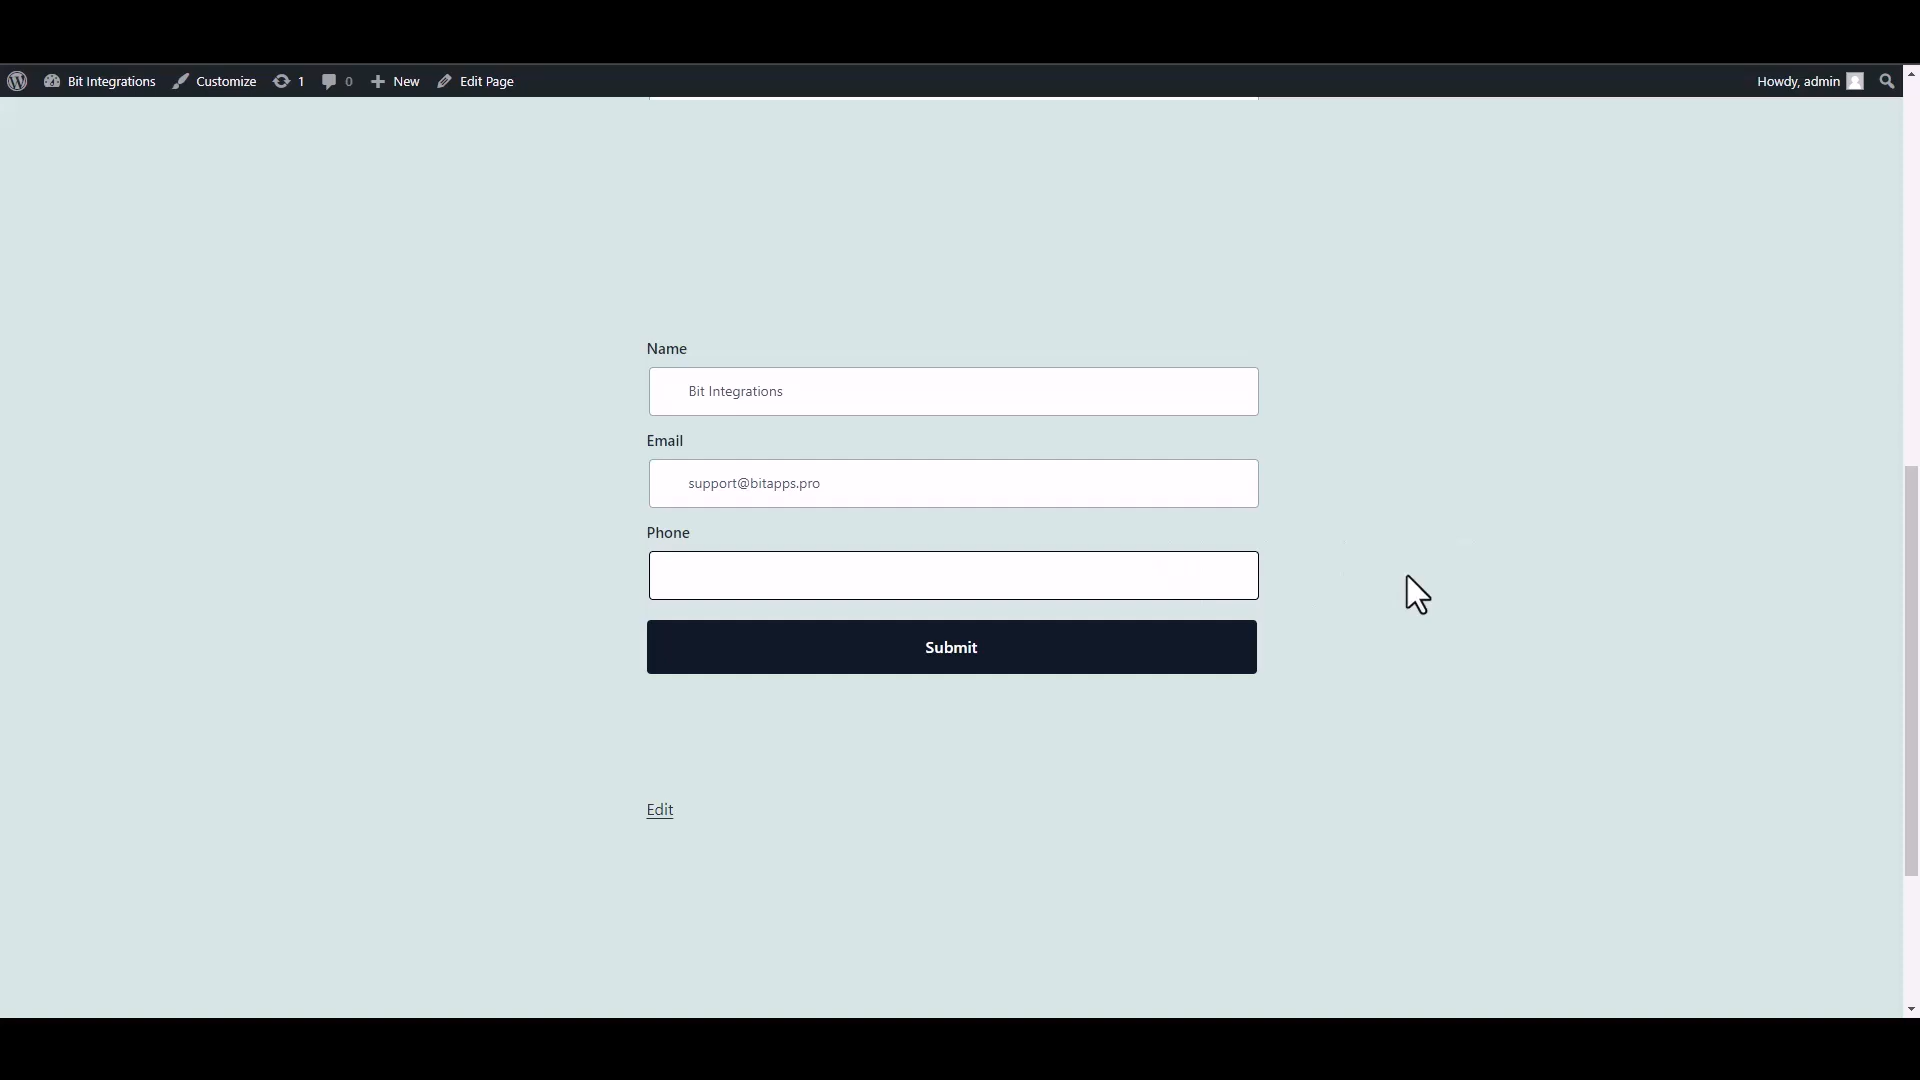 Bit Integrations Customize 1 0 New Edit Page Howdy, admin
Name
Bit Integrations
Email
support@bitapps.pro
Phone
Submit
Edit